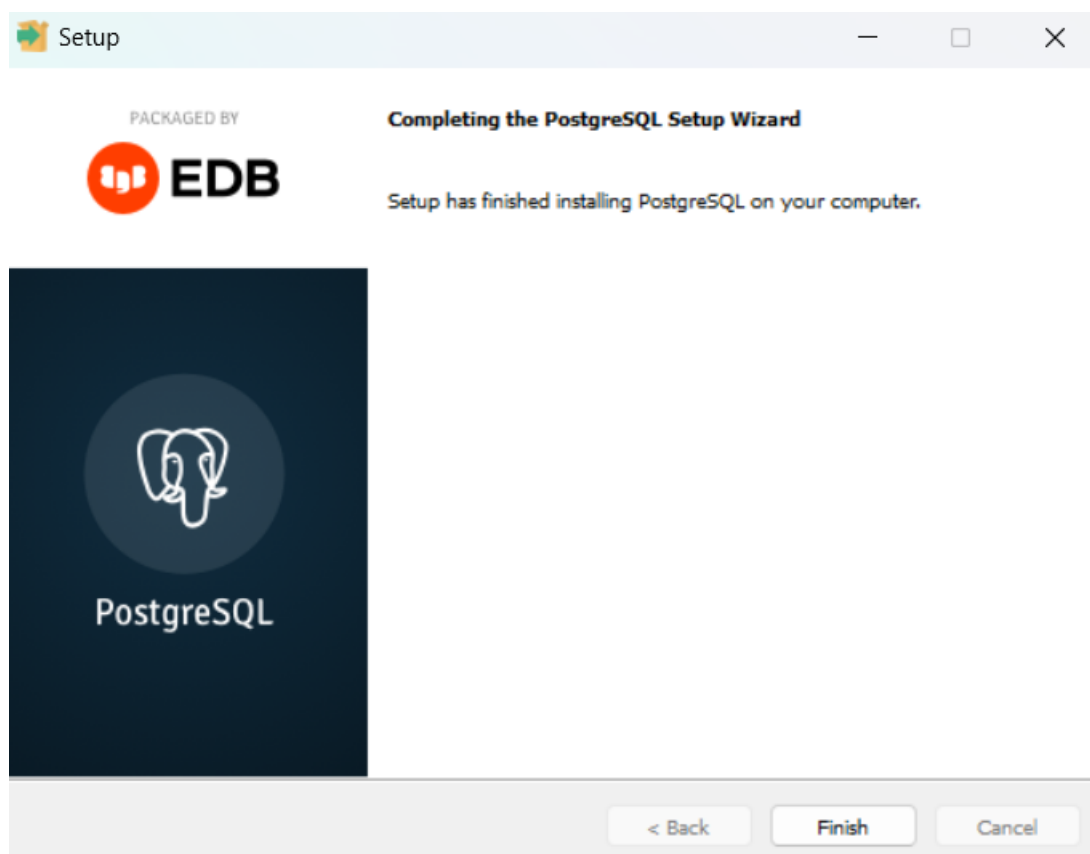 Setup
PACKAGED BY
EDB
Completing the PostgreSQL Setup Wizard
Setup has finished installing PostgreSQL on your computer.
PostgreSQL
< Back
Finish
Cancel